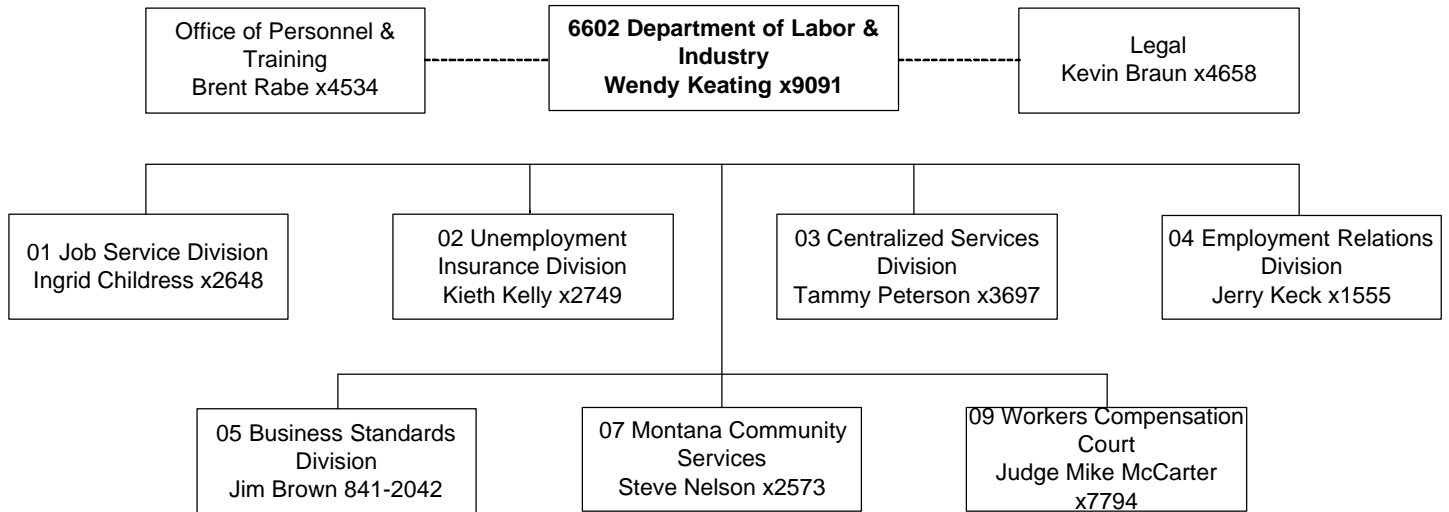 Office of Personnel &
Training
Brent Rabe x4534
6602 Department of Labor &
Industry
Wendy Keating x9091
Legal
Kevin Braun x4658
01 Job Service Division
Ingrid Childress x2648
02 Unemployment
Insurance Division
Kieth Kelly x2749
03 Centralized Services
Division
Tammy Peterson x3697
04 Employment Relations
Division
Jerry Keck x1555
05 Business Standards
Division
Jim Brown 841-2042
07 Montana Community
Services
Steve Nelson x2573
09 Workers Compensation
Court
Judge Mike McCarter
x7794